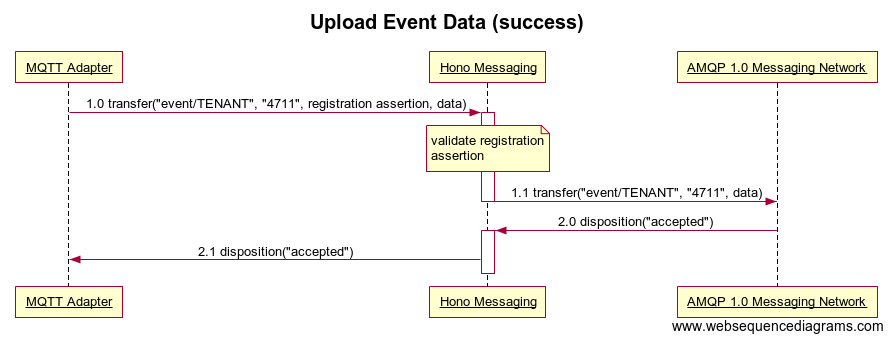 Upload Event Data (success)
MQTT Adapter
Hono Messaging
AMQP 1.0 Messaging Network
1.0 transfer("event/TENANT", "4711", registration assertion, data)
validate registration
assertion
1.1 transfer("event/TENANT", "4711", data)
2.0 disposition("accepted")
2.1 disposition("accepted")
MQTT Adapter
Hono Messaging
AMQP 1.0 Messaging Network
www.websequencediagrams.com